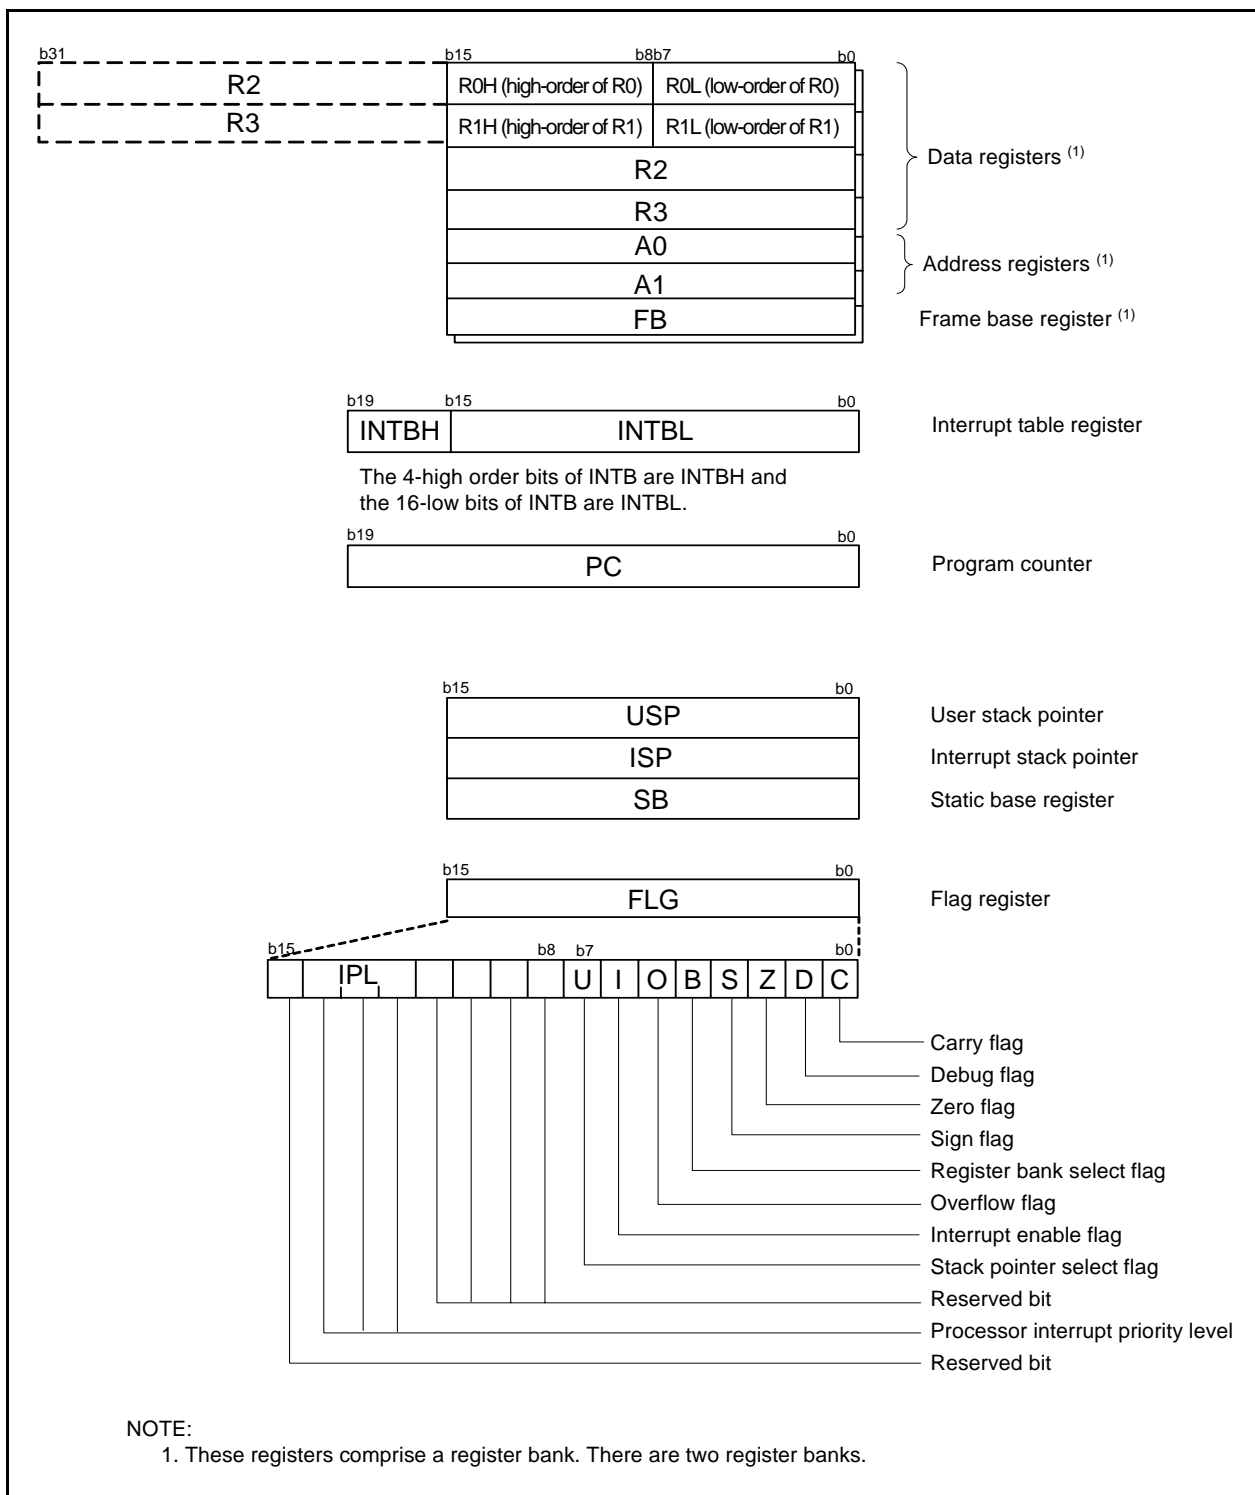 b31 b15 b8b7 b0
R2 R0H (high-order of R0) R0L (low-order of R0)
R3 R1H (high-order of R1) R1L (low-order of R1)
R2
Data registers (1)
R3
A0
Address registers (1)
A1
FB Frame base register (1)
b19 b15 b0
INTBH INTBL Interrupt table register
The 4-high order bits of INTB are INTBH and
the 16-low bits of INTB are INTBL.
b19 b0
PC Program counter
b15 b0
USP User stack pointer
ISP Interrupt stack pointer
SB Static base register
b15 b0
FLG Flag register
b15 b8 b7 b0
IPL U I O B S Z D C
Carry flag
Debug flag
Zero flag
Sign flag
Register bank select flag
Overflow flag
Interrupt enable flag
Stack pointer select flag
Reserved bit
Processor interrupt priority level
Reserved bit
NOTE:
1. These registers comprise a register bank. There are two register banks.